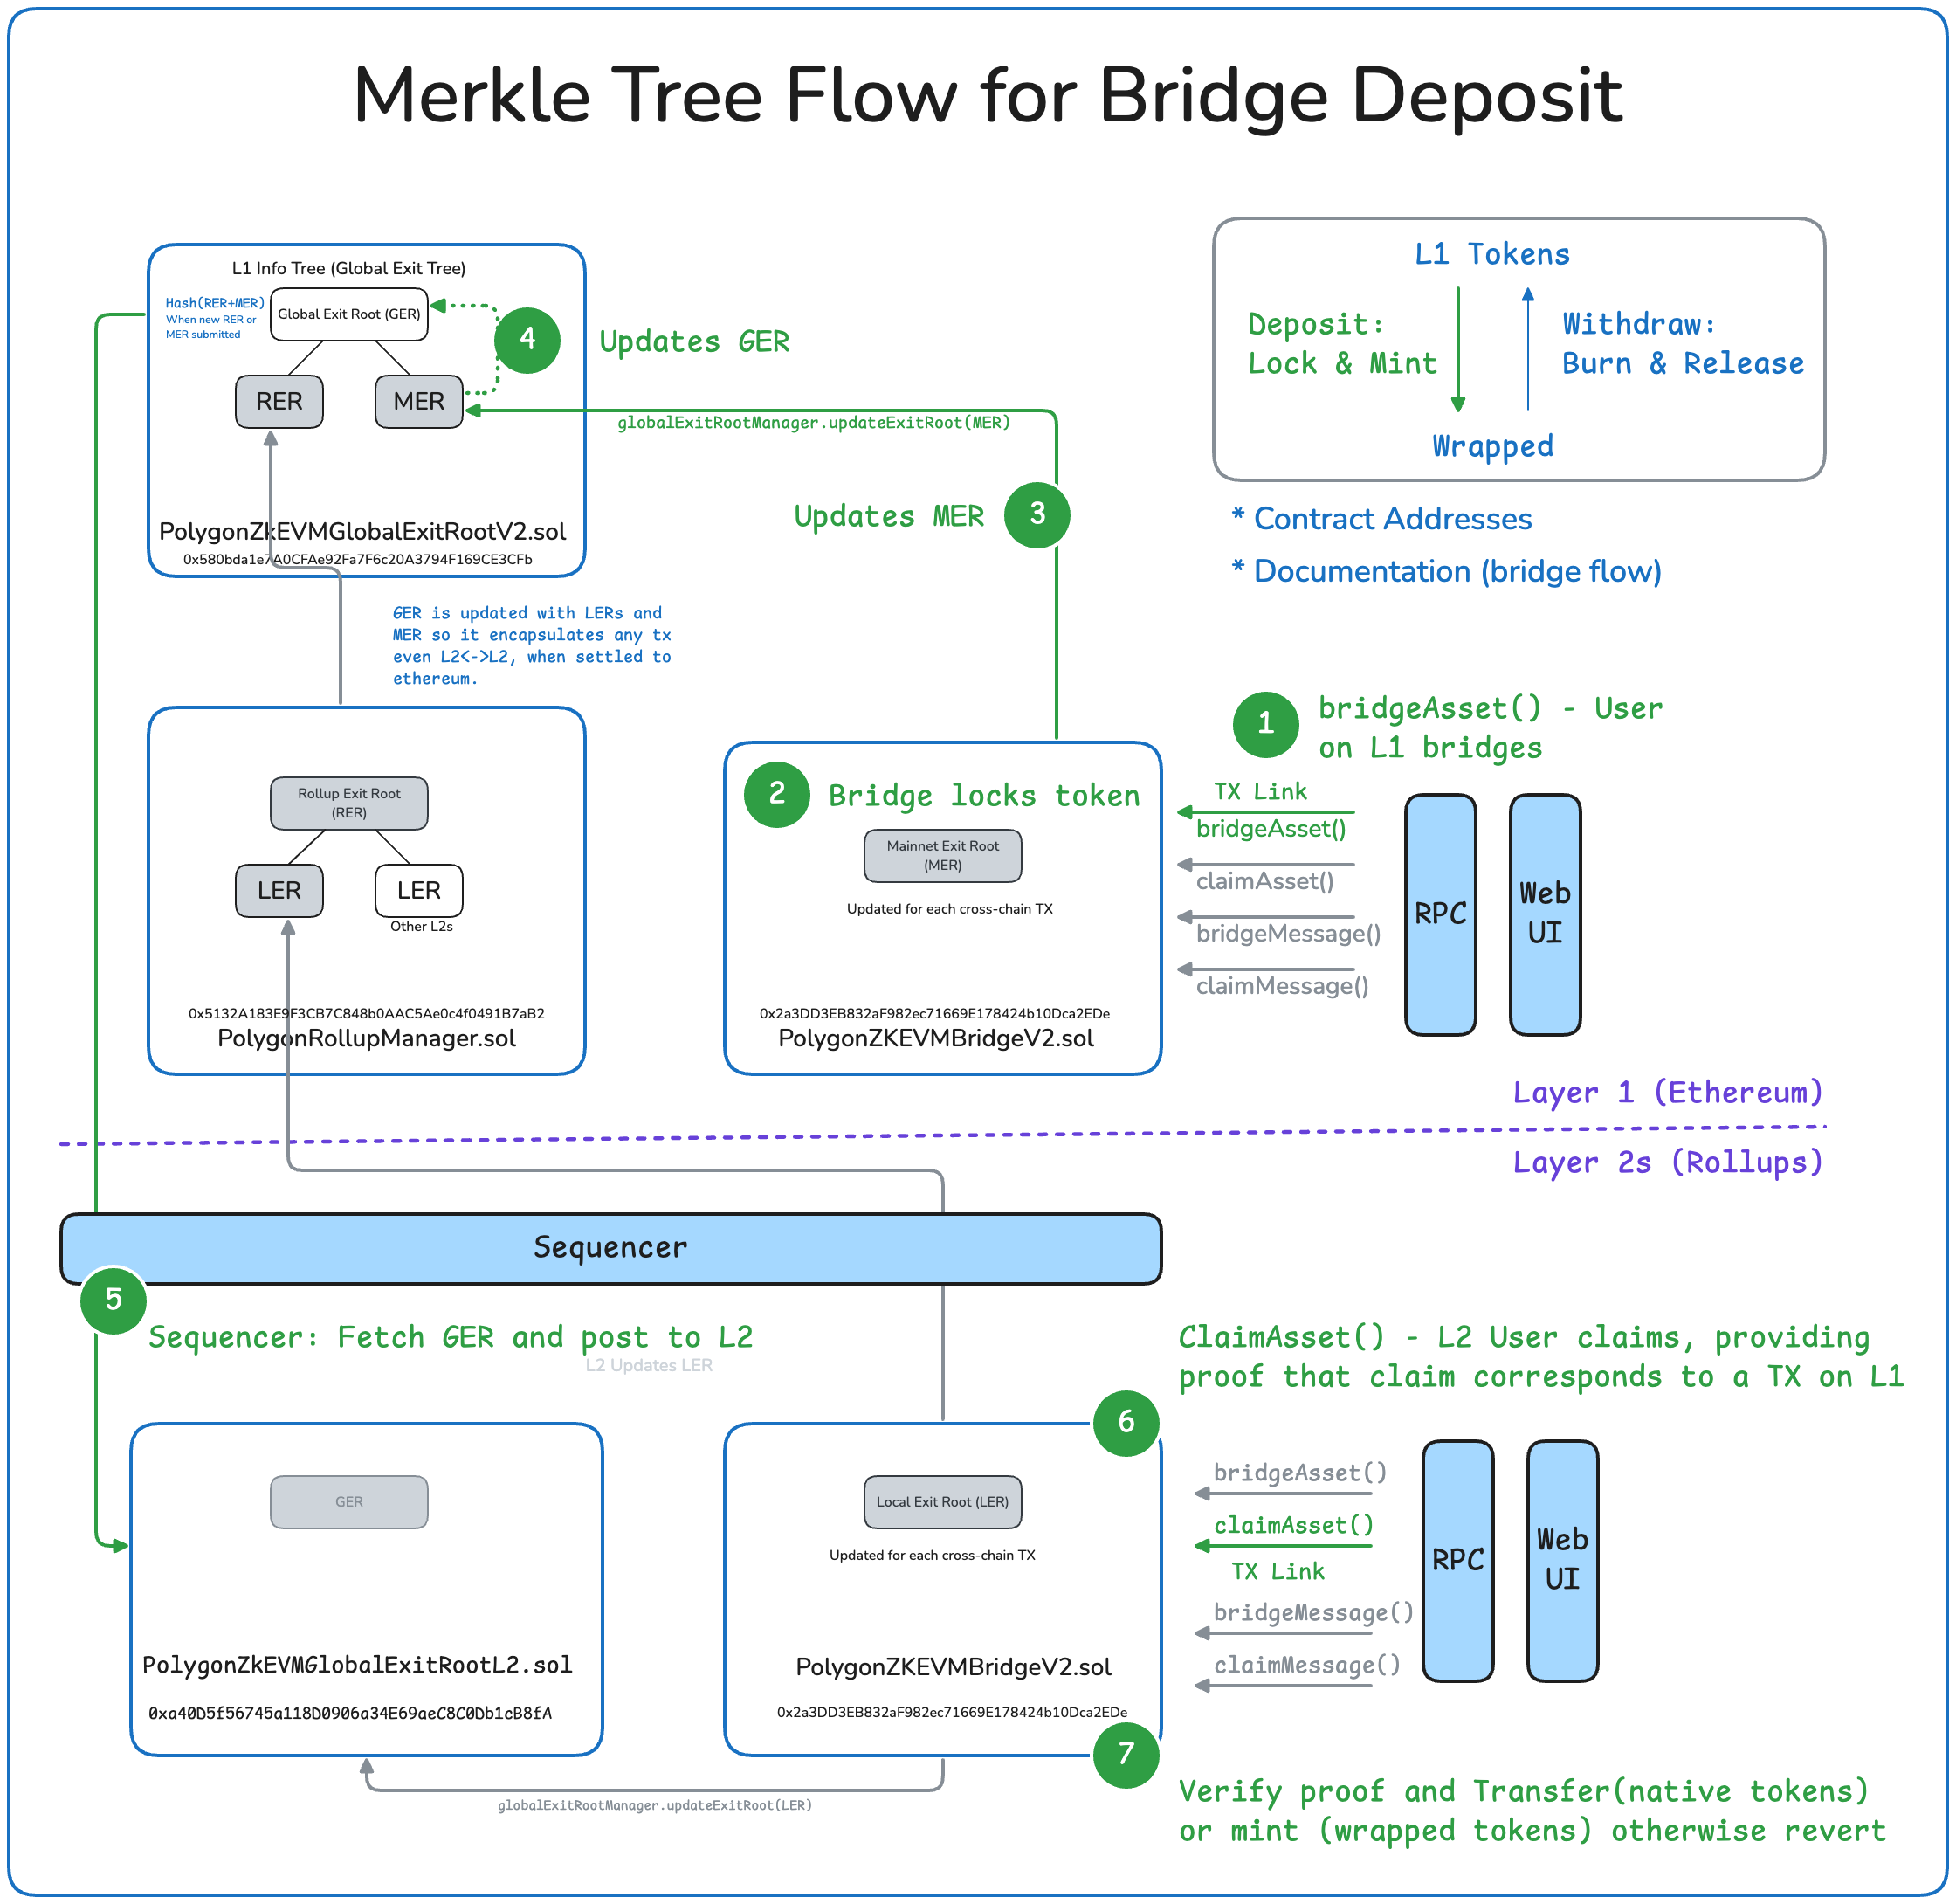 Merkle Tree Flow for Bridge Deposit
L1 Info Tree (Global Exit Tree)
Hash(RER+MER)
When new RER or
MER submitted
Global Exit Root (GER)
4
Updates GER
RER
MER
globalExitRootManager.updateExitRoot(MER)
PolygonZkEVMGlobalExitRootV2.sol
0x580bda1e7A0CFAe92Fa7F6c20A3794F169CE3CFb
L1 Tokens
Deposit:
Lock & Mint
Withdraw:
Burn & Release
Wrapped
Updates MER
3
* Contract Addresses
* Documentation (bridge flow)
GER is updated with LERs and
MER so it encapsulates any tx
even L2<->L2, when settled to
ethereum.
Rollup Exit Root
(RER)
LER
LER
Other L2s
0x5132A183E9F3CB7C848b0AAC5Ae0c4f0491B7aB2
PolygonRollupManager.sol
2
Bridge locks token
Mainnet Exit Root
(MER)
Updated for each cross-chain TX
0x2a3DD3EB832aF982ec71669E178424b10Dca2EDe
PolygonZKEVMBridgeV2.sol
1
bridgeAsset() - User
on L1 bridges
TX Link
bridgeAsset()
claimAsset()
bridgeMessage()
claimMessage()
RPC
Web
UI
Layer 1 (Ethereum)
Layer 2s (Rollups)
Sequencer
5
Sequencer: Fetch GER and post to L2
L2 Updates LER
ClaimAsset() - L2 User claims, providing
proof that claim corresponds to a TX on L1
6
GER
PolygonZkEVMGlobalExitRootL2.sol
0xa40D5f56745a118D0906a34E69aeC8C0Db1cB8fA
Local Exit Root (LER)
Updated for each cross-chain TX
PolygonZKEVMBridgeV2.sol
0x2a3DD3EB832aF982ec71669E178424b10Dca2EDe
bridgeAsset()
claimAsset()
TX Link
bridgeMessage()
claimMessage()
RPC
Web
UI
7
globalExitRootManager.updateExitRoot(LER)
Verify proof and Transfer(native tokens)
or mint (wrapped tokens) otherwise revert